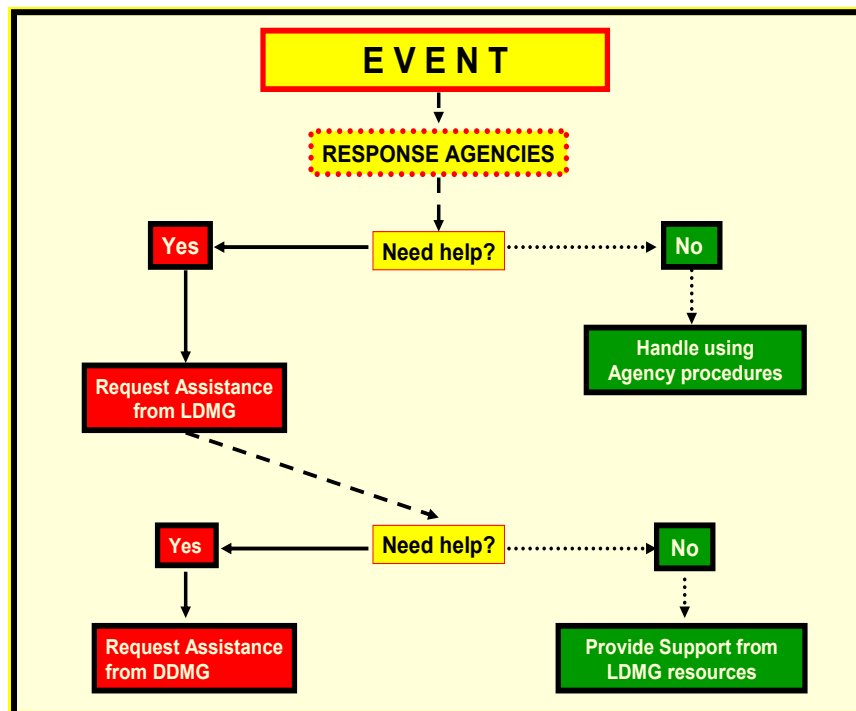 E V E N T
RESPONSE AGENCIES
Yes
Need help?
No
Handle using
Agency procedures
Request Assistance
from LDMG
Yes
Need help?
No
Request Assistance
from DDMG
Provide Support from
LDMG resources